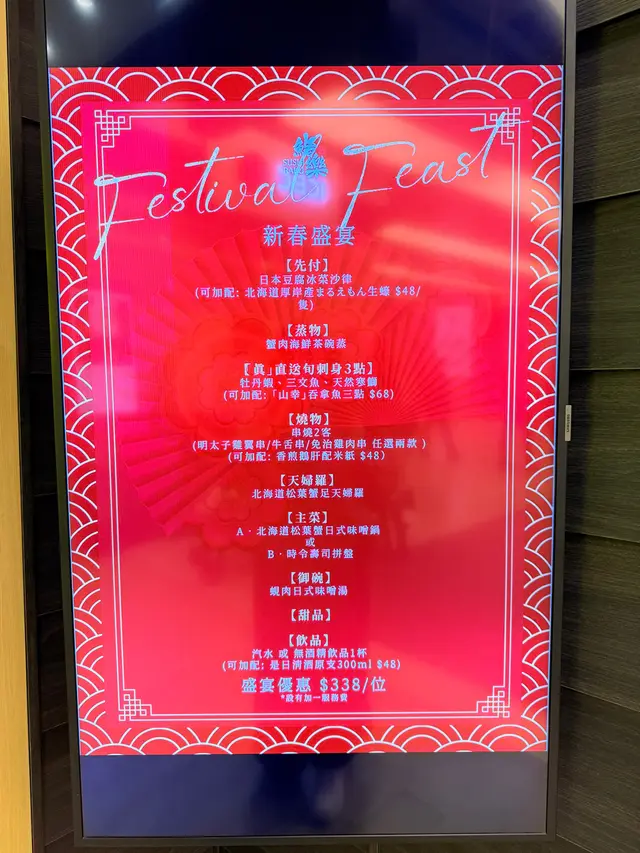 Festival Feast
新春盛宴
【先付】
日本豆腐冰菜沙律
(可加配: 北海道厚岸產まるえもん生蠔 $48/
隻)
【蒸物】
蟹肉海鮮茶碗蒸
【「眞」直送旬刺身3點】
牡丹蝦、三文魚、天然寒鰤
(可加配: 「山幸」吞拿魚三點 $68)
【燒物】
串燒2客
(明太子雞翼串/牛舌串/免治雞肉串 任選兩款 )
(可加配: 香煎鵝肝配米紙 $48)
【天婦羅】
北海道松葉蟹足天婦羅
【主菜】
A‧北海道松葉蟹日式味噌鍋
或
B‧時令壽司拼盤
【御碗】
蜆肉日式味噌湯
【甜品】
【飲品】
汽水 或 無酒精飲品1杯
(可加配: 是日清酒原支300ml $48)
盛宴優惠 $338/位
*設有加一服務費